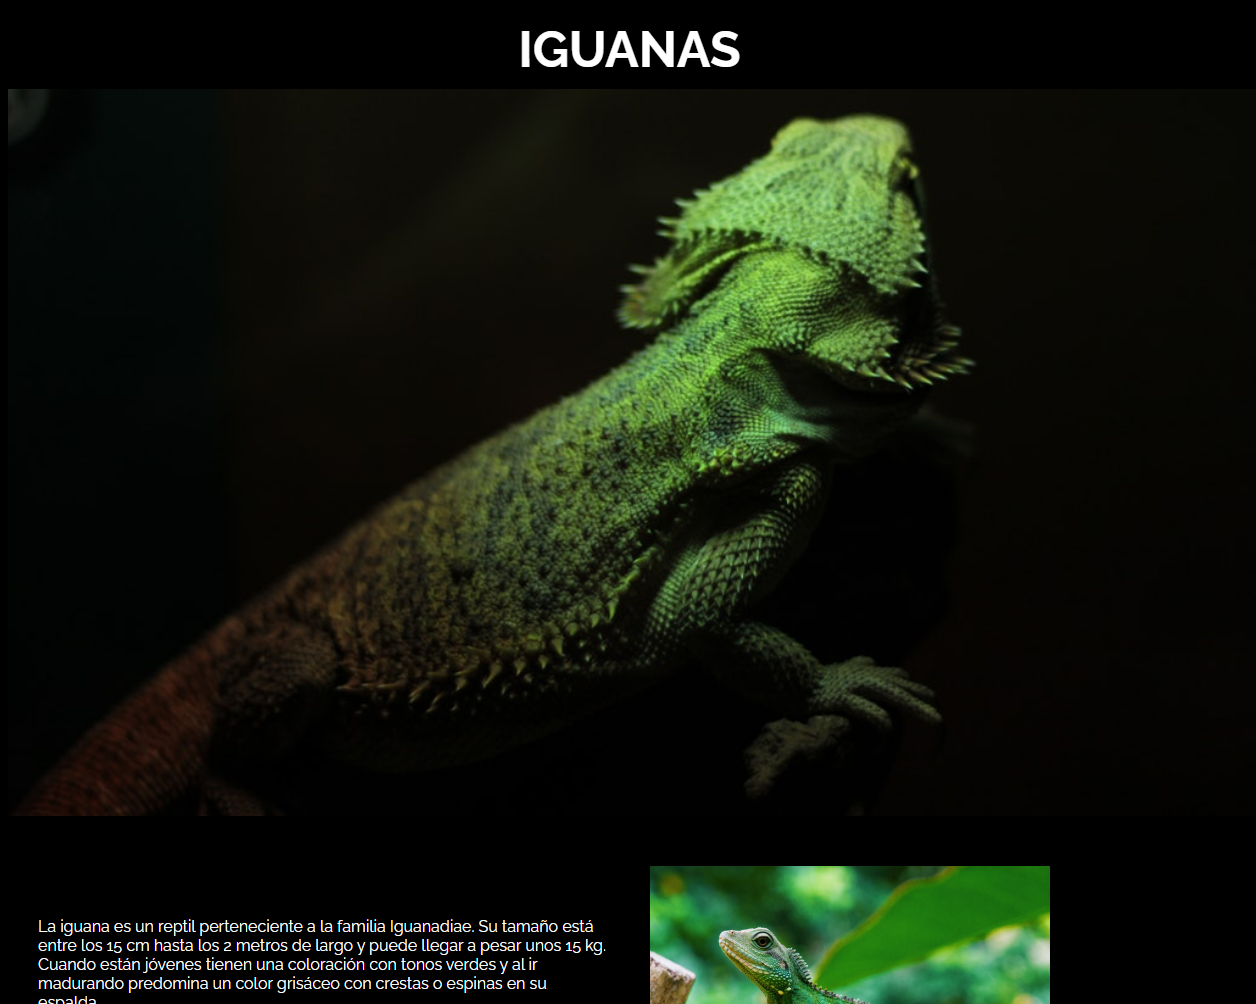 IGUANAS
La iguana es un reptil perteneciente a la familia Iguanadiae. Su tamaño está
entre los 15 cm hasta los 2 metros de largo y puede llegar a pesar unos 15 kg.
Cuando están jóvenes tienen una coloración con tonos verdes y al ir
madurando predomina un color grisáceo con crestas o espinas en su
espalda